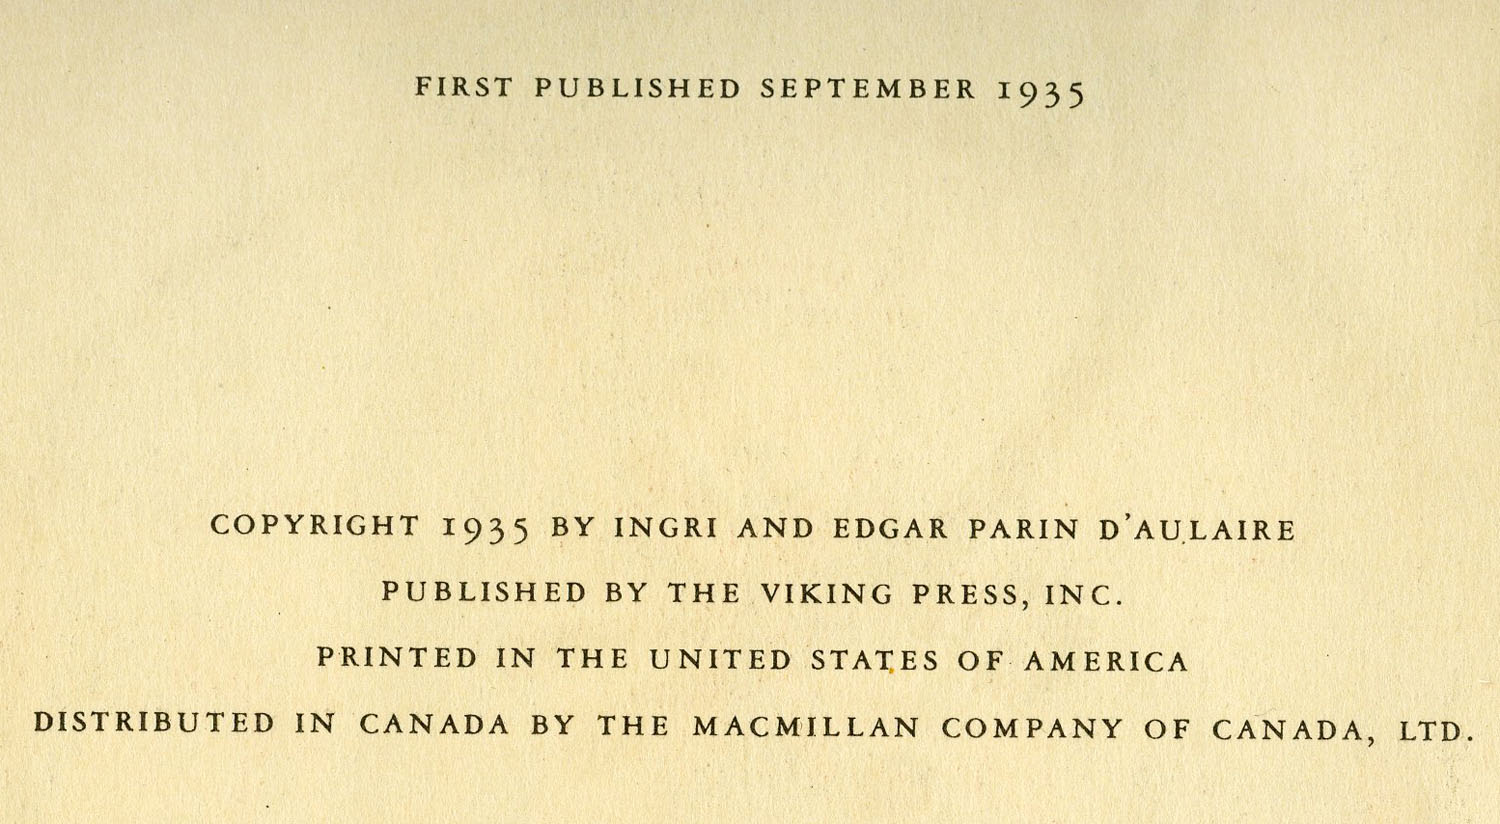 FIRST PUBLISHED SEPTEMBER 1935
COPYRIGHT 1935 BY INGRI AND EDGAR PARIN D'AULAIRE
PUBLISHED BY THE VIKING PRESS, INC.
PRINTED IN THE UNITED STATES OF AMERICA
DISTRIBUTED IN CANADA BY THE MACMILLAN COMPANY OF CANADA, LTD.